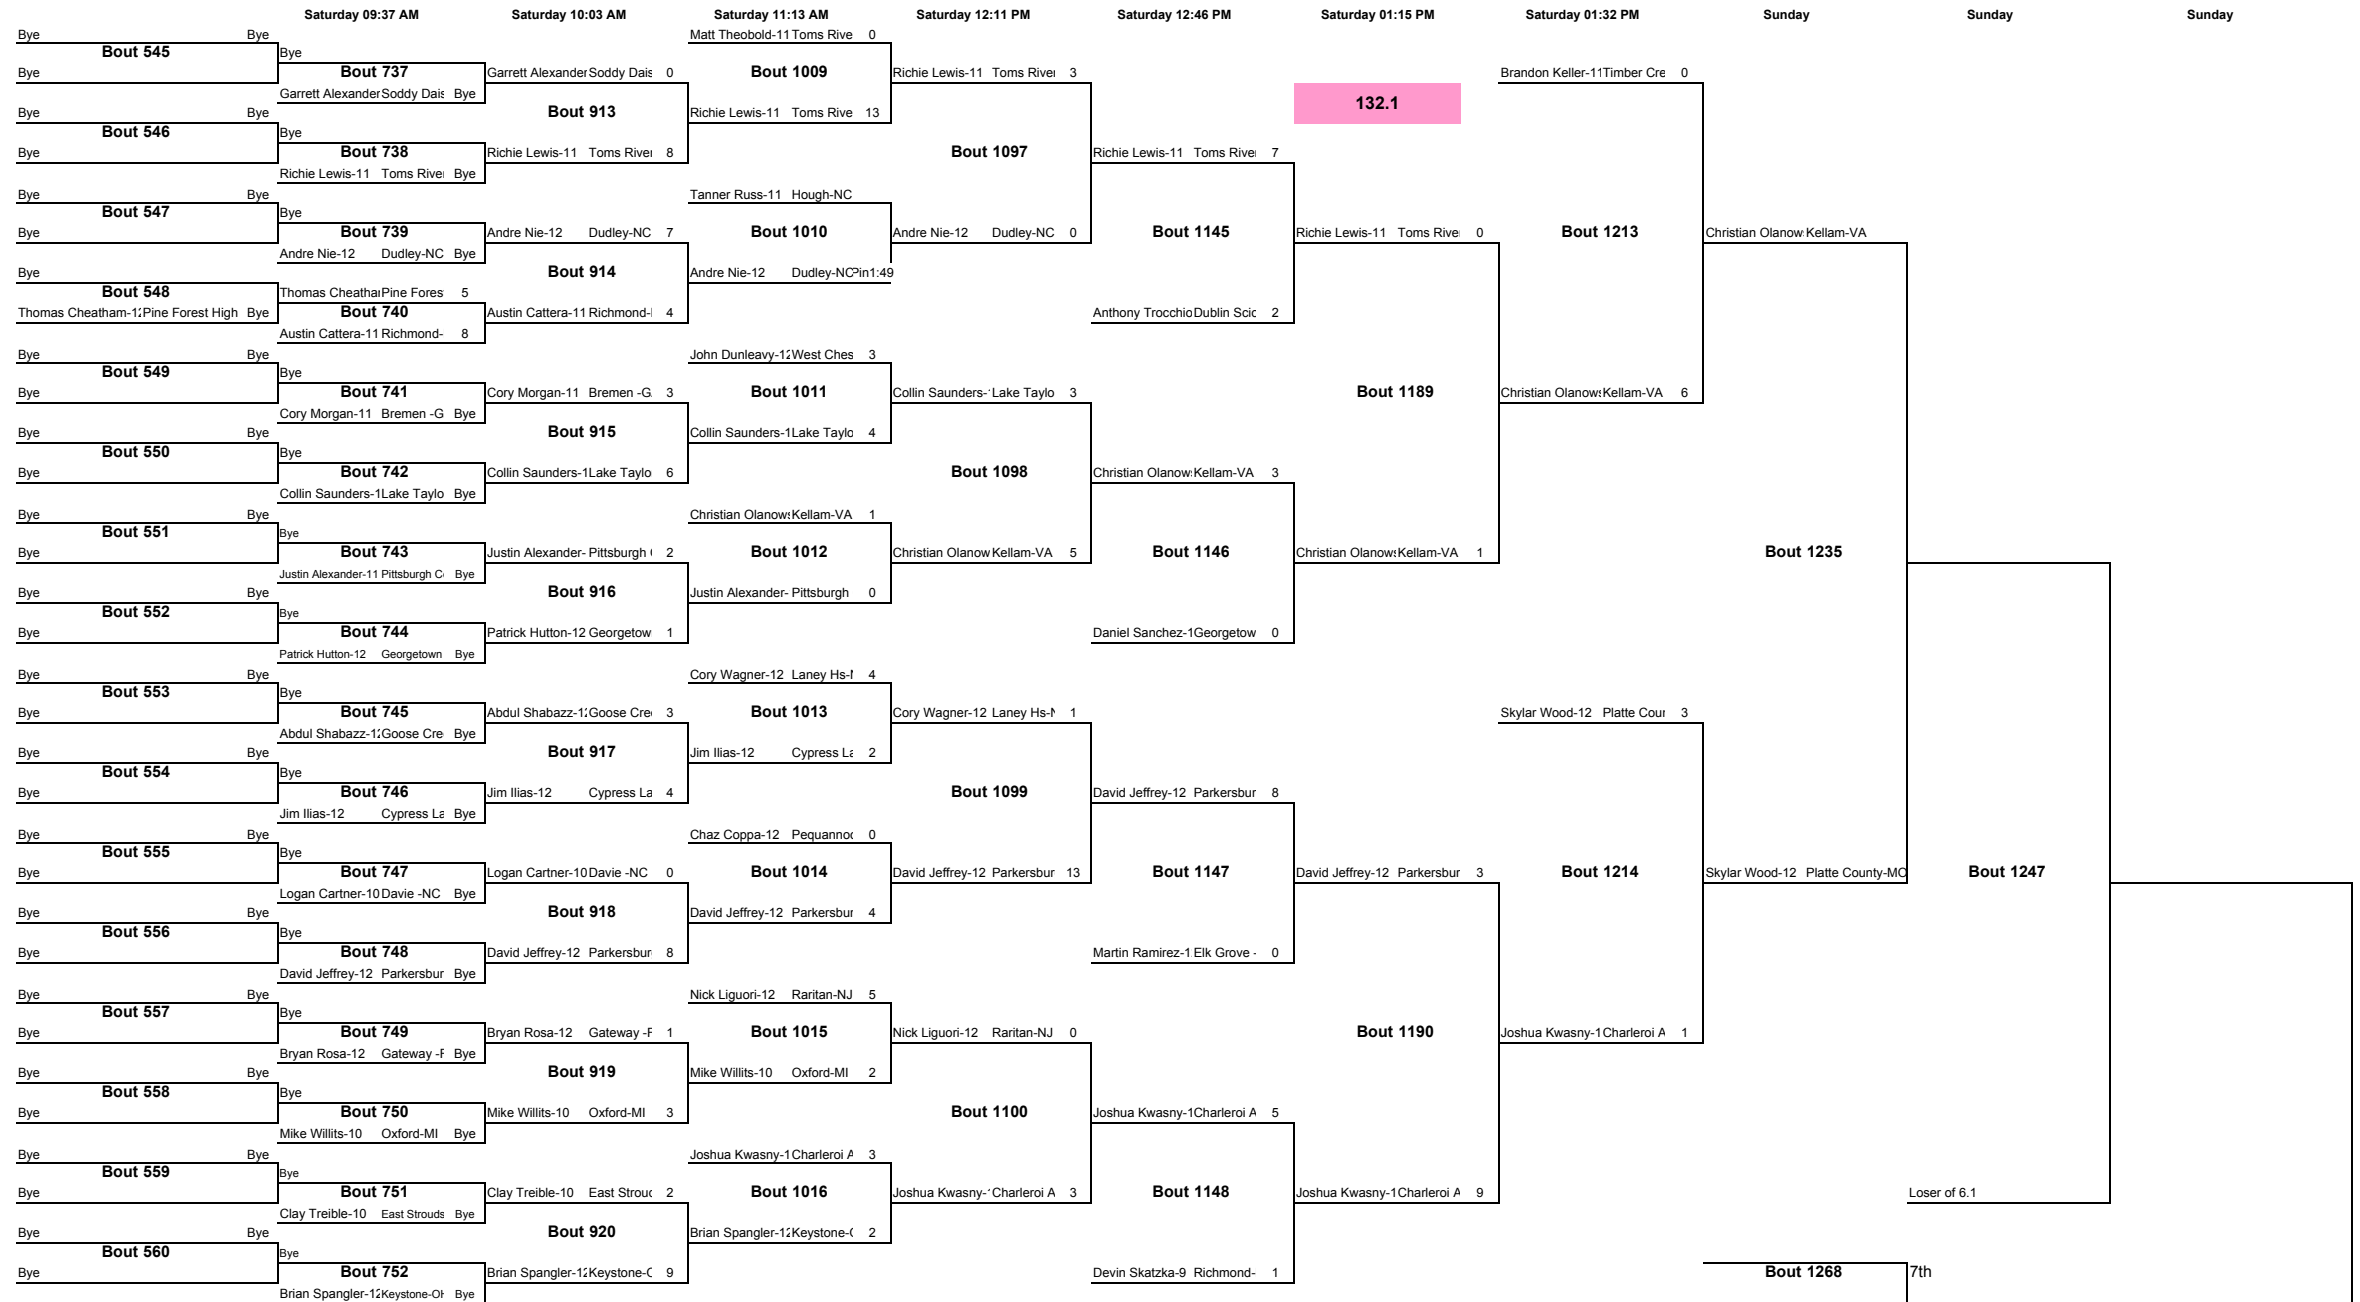 Saturday 09:37 AM Saturday 10:03 AM Saturday 11:13 AM Saturday 12:11 PM Saturday 12:46 PM Saturday 01:15 PM Saturday 01:32 PM Sunday Sunday Sunday
Bye Bye Matt Theobold-11 Toms Rive 0
Bout 545 Bye
Bye Bout 737 Garrett Alexander Soddy Dais 0 Bout 1009 Richie Lewis-11 Toms River 3 Brandon Keller-11 Timber Cre 0
Garrett Alexander Soddy Dais Bye 132.1
Bye Bye Bout 913 Richie Lewis-11 Toms Rive 13
Bout 546 Bye
Bye Bout 738 Richie Lewis-11 Toms River 8 Bout 1097 Richie Lewis-11 Toms River 7
Richie Lewis-11 Toms River Bye
Bye Bye Tanner Russ-11 Hough-NC
Bout 547 Bye
Bye Bout 739 Andre Nie-12 Dudley-NC 7 Bout 1010 Andre Nie-12 Dudley-NC 0 Bout 1145 Richie Lewis-11 Toms Rive 0 Bout 1213 Christian Olanow Kellam-VA
Andre Nie-12 Dudley-NC Bye
Bye Bout 914 Andre Nie-12 Dudley-NC Pin1:49
Bout 548 Thomas Cheatha Pine Fores 5
Thomas Cheatham-12 Pine Forest High Bye Bout 740 Austin Cattera-11 Richmond- 4 Anthony Trocchio Dublin Scio 2
Austin Cattera-11 Richmond- 8
Bye Bye John Dunleavy-12 West Ches 3
Bout 549 Bye
Bye Bout 741 Cory Morgan-11 Bremen -G 3 Bout 1011 Collin Saunders- Lake Taylo 3 Bout 1189 Christian Olanows Kellam-VA 6
Cory Morgan-11 Bremen -G Bye
Bye Bye Bout 915 Collin Saunders-1 Lake Taylo 4
Bout 550 Bye
Bye Bout 742 Collin Saunders-1 Lake Taylo 6 Bout 1098 Christian Olanow Kellam-VA 3
Collin Saunders-1 Lake Taylo Bye
Bye Bye Christian Olanows Kellam-VA 1
Bout 551 Bye
Bye Bout 743 Justin Alexander- Pittsburgh 2 Bout 1012 Christian Olanow Kellam-VA 5 Bout 1146 Christian Olanows Kellam-VA 1 Bout 1235
Justin Alexander-11 Pittsburgh C Bye
Bye Bye Bout 916 Justin Alexander- Pittsburgh 0
Bout 552 Bye
Bye Bout 744 Patrick Hutton-12 Georgetow 1 Daniel Sanchez-1 Georgetow 0
Patrick Hutton-12 Georgetown Bye
Bye Bye Cory Wagner-12 Laney Hs-N 4
Bout 553 Bye
Bye Bout 745 Abdul Shabazz-12 Goose Cre 3 Bout 1013 Cory Wagner-12 Laney Hs-N 1 Skylar Wood-12 Platte Cour 3
Abdul Shabazz-12 Goose Cre Bye
Bye Bye Bout 917 Jim Ilias-12 Cypress La 2
Bout 554 Bye
Bye Bout 746 Jim Ilias-12 Cypress La 4 Bout 1099 David Jeffrey-12 Parkersbur 8
Jim Ilias-12 Cypress La Bye
Bye Bye Chaz Coppa-12 Pequannoc 0
Bout 555 Bye
Bye Bout 747 Logan Cartner-10 Davie -NC 0 Bout 1014 David Jeffrey-12 Parkersbur 13 Bout 1147 David Jeffrey-12 Parkersbur 3 Bout 1214 Skylar Wood-12 Platte County-MO Bout 1247
Logan Cartner-10 Davie -NC Bye
Bye Bye Bout 918 David Jeffrey-12 Parkersbur 4
Bout 556 Bye
Bye Bout 748 David Jeffrey-12 Parkersbur 8 Martin Ramirez-1 Elk Grove - 0
David Jeffrey-12 Parkersbur Bye
Bye Bye Nick Liguori-12 Raritan-NJ 5
Bout 557 Bye
Bye Bout 749 Bryan Rosa-12 Gateway -F 1 Bout 1015 Nick Liguori-12 Raritan-NJ 0 Bout 1190 Joshua Kwasny-1 Charleroi A 1
Bryan Rosa-12 Gateway -F Bye
Bye Bye Bout 919 Mike Willits-10 Oxford-MI 2
Bout 558 Bye
Bye Bout 750 Mike Willits-10 Oxford-MI 3 Bout 1100 Joshua Kwasny-1 Charleroi A 5
Mike Willits-10 Oxford-MI Bye
Bye Bye Joshua Kwasny-1 Charleroi A 3
Bout 559 Bye
Bye Bout 751 Clay Treible-10 East Strouc 2 Bout 1016 Joshua Kwasny- Charleroi A 3 Bout 1148 Joshua Kwasny-1 Charleroi A 9 Loser of 6.1
Clay Treible-10 East Strouds Bye
Bye Bye Bout 920 Brian Spangler-12 Keystone-O 2
Bout 560 Bye
Bye Bout 752 Brian Spangler-12 Keystone-O 9 Devin Skatzka-9 Richmond- 1 Bout 1268 7th
Brian Spangler-12 Keystone-OH Bye